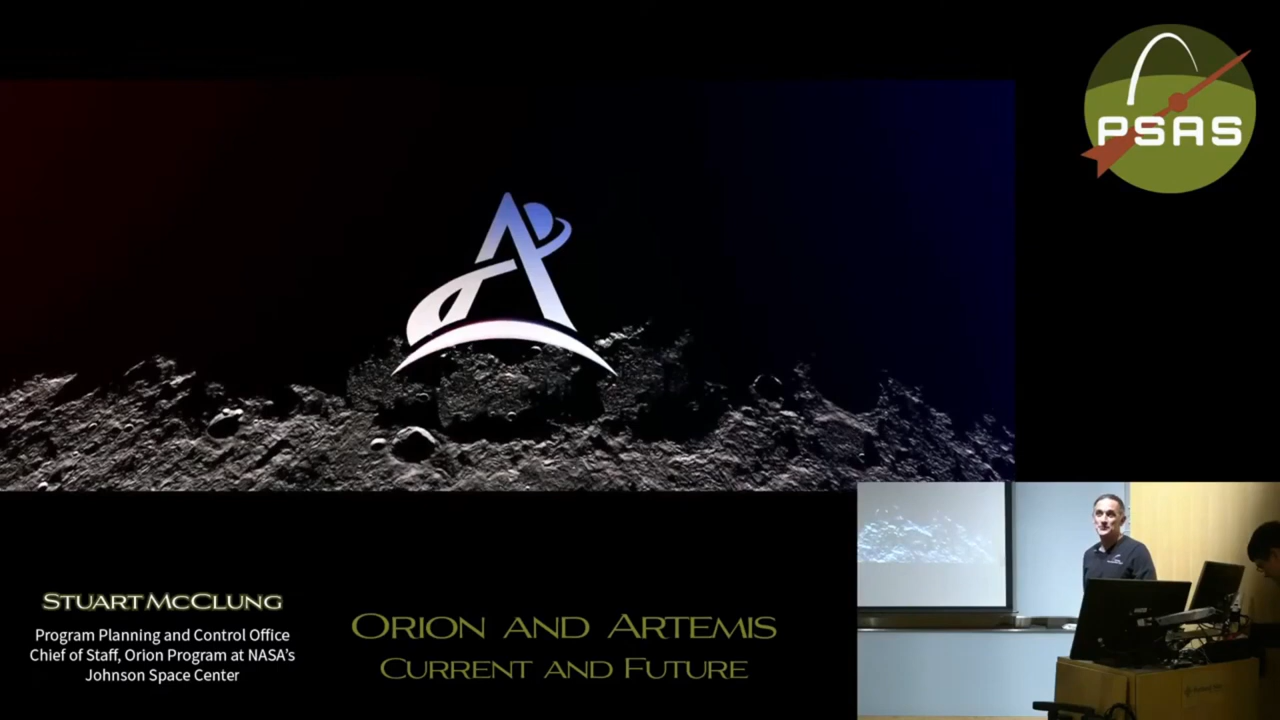 PSAS
STUART MCCLUNG
Program Planning and Control Office
Chief of Staff, Orion Program at NASA's
Johnson Space Center
ORION AND ARTEMIS
CURRENT AND FUTURE